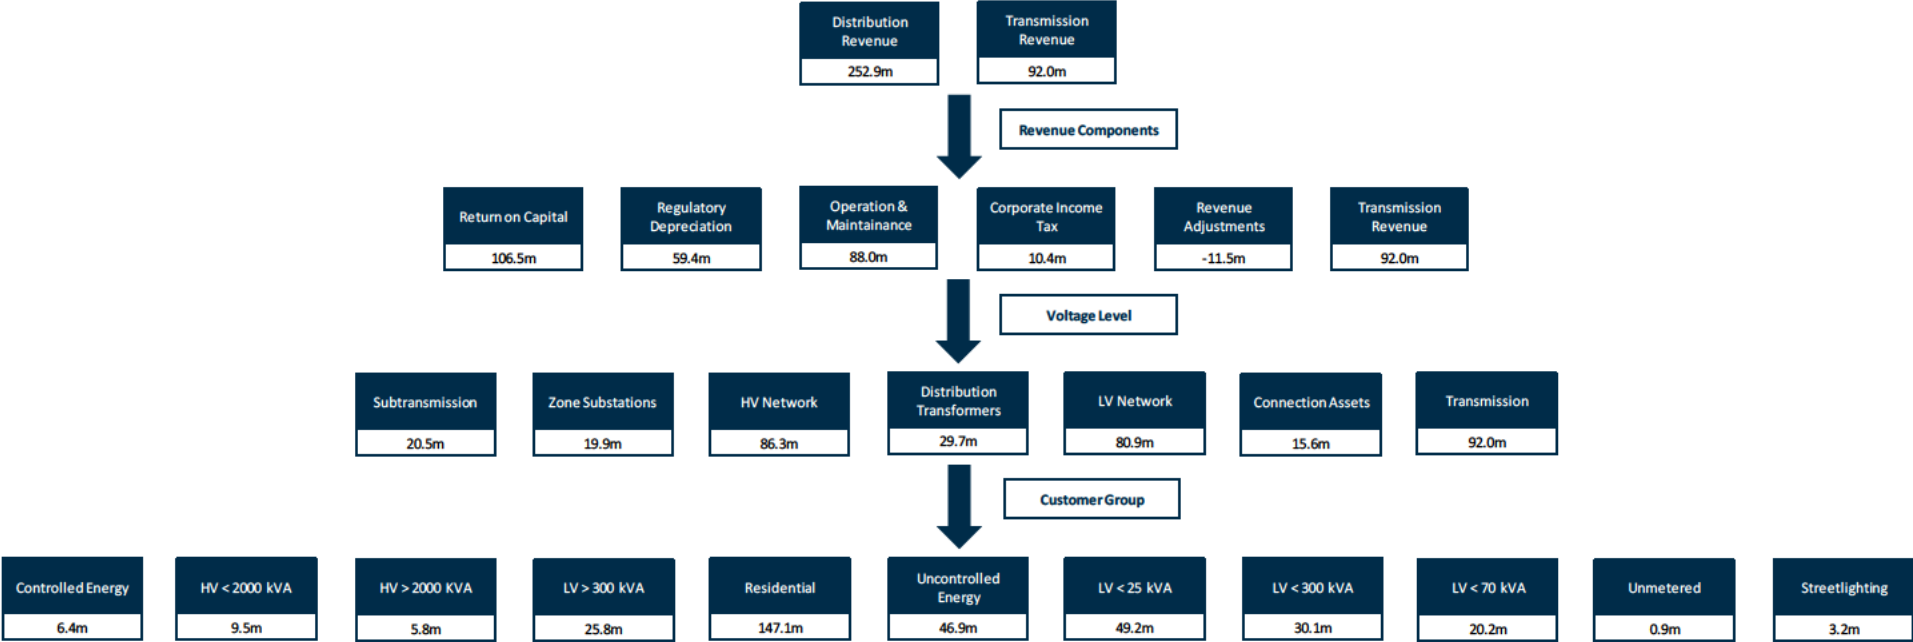 Distribution
Revenue
252.9m
Transmission
Revenue
92.0m
Revenue Components
Return on Capital
106.5m
Regulatory
Depreciation
59.4m
Operation &
Maintainance
88.0m
Corporate Income
Tax
10.4m
Revenue
Adjustments
-11.5m
Transmission
Revenue
92.0m
Voltage Level
Subtransmission
20.5m
Zone Substations
19.9m
HV Network
86.3m
Distribution
Transformers
29.7m
LV Network
80.9m
Connection Assets
15.6m
Transmission
92.0m
Customer Group
Controlled Energy
6.4m
HV < 2000 kVA
9.5m
HV > 2000 KVA
5.8m
LV > 300 kVA
25.8m
Residential
147.1m
Uncontrolled
Energy
46.9m
LV < 25 kVA
49.2m
LV < 300 kVA
30.1m
LV < 70 kVA
20.2m
Unmetered
0.9m
Streetlighting
3.2m